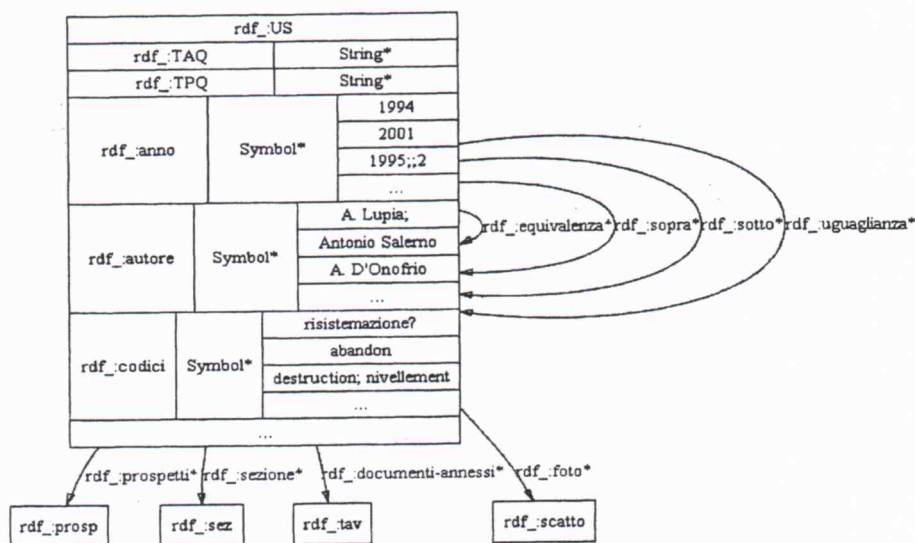 rdf_:US
rdf_:TAQ String*
rdf_:TPQ String*
rdf_:anno Symbol*
1994
2001
1995;;2
...
rdf_:autore Symbol*
A. Lupia;
Antonio Salerno
A. D'Onofrio
...
rdf_:equivalenza* rdf_:sopra* rdf_:sotto* rdf_:uguaglianza*
rdf_:codici Symbol*
risistemazione?
abandon
destruction; nivellement
...
...
rdf_:prospetti* rdf_:sezione* rdf_:documenti-annessi* rdf_:foto*
rdf_:prosp rdf_:sez rdf_:tav rdf_:scatto